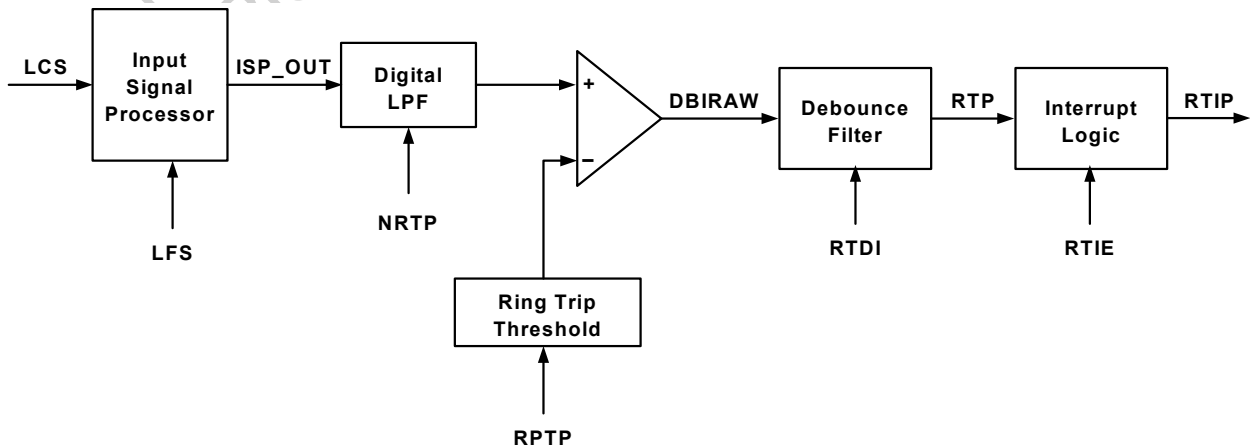 LCS
Input
Signal
Processor
ISP_OUT
LFS
Digital
LPF
NRTP
+
–
Ring Trip
Threshold
RPTP
DBIRAW
Debounce
Filter
RTDI
RTP
Interrupt
Logic
RTIE
RTIP